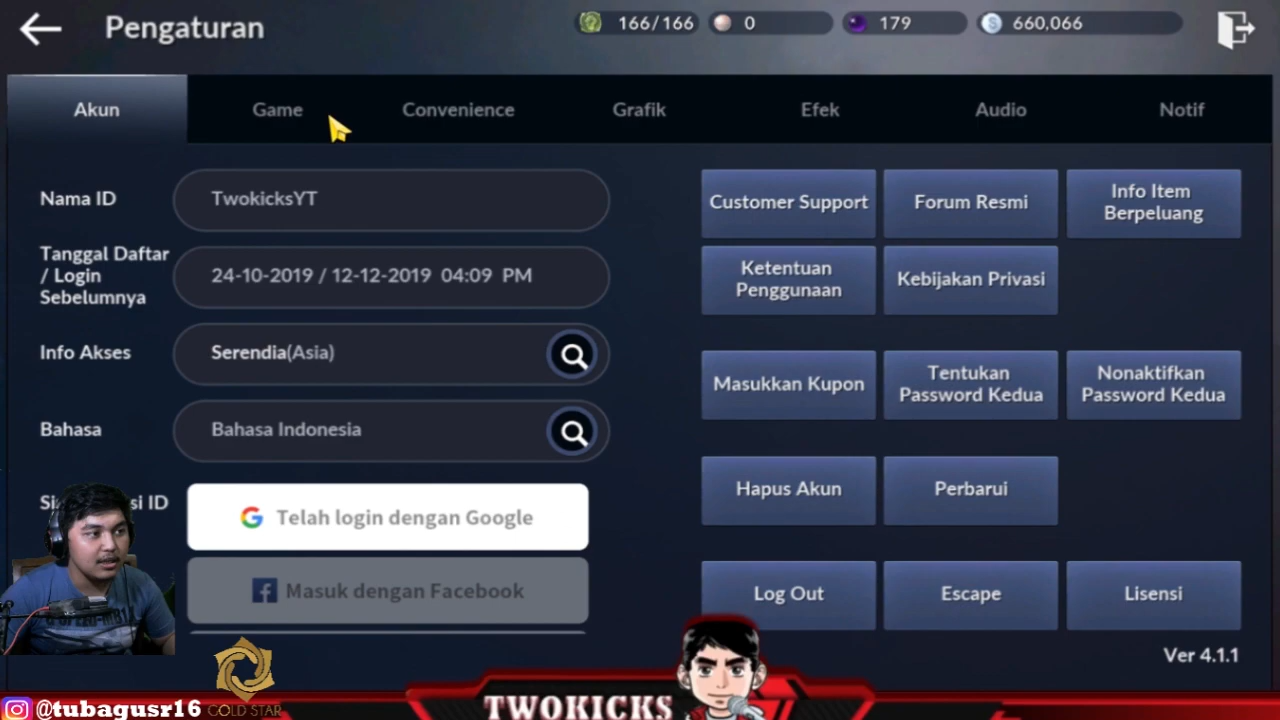 Pengaturan
166/166
0
179
660,066
Akun
Game
Convenience
Grafik
Efek
Audio
Notif
Nama ID
TwokicksYT
Tanggal Daftar
/ Login
Sebelumnya
24-10-2019 / 12-12-2019 04:09 PM
Info Akses
Serendia(Asia)
Bahasa
Bahasa Indonesia
ID
Telah login dengan Google
Masuk dengan Facebook
Customer Support
Forum Resmi
Info Item
Berpeluang
Ketentuan
Penggunaan
Kebijakan Privasi
Masukkan Kupon
Tentukan
Password Kedua
Nonaktifkan
Password Kedua
Hapus Akun
Perbarui
Log Out
Escape
Lisensi
Ver 4.1.1
@tubagusr16
GOLD STAR
TWOKICKS